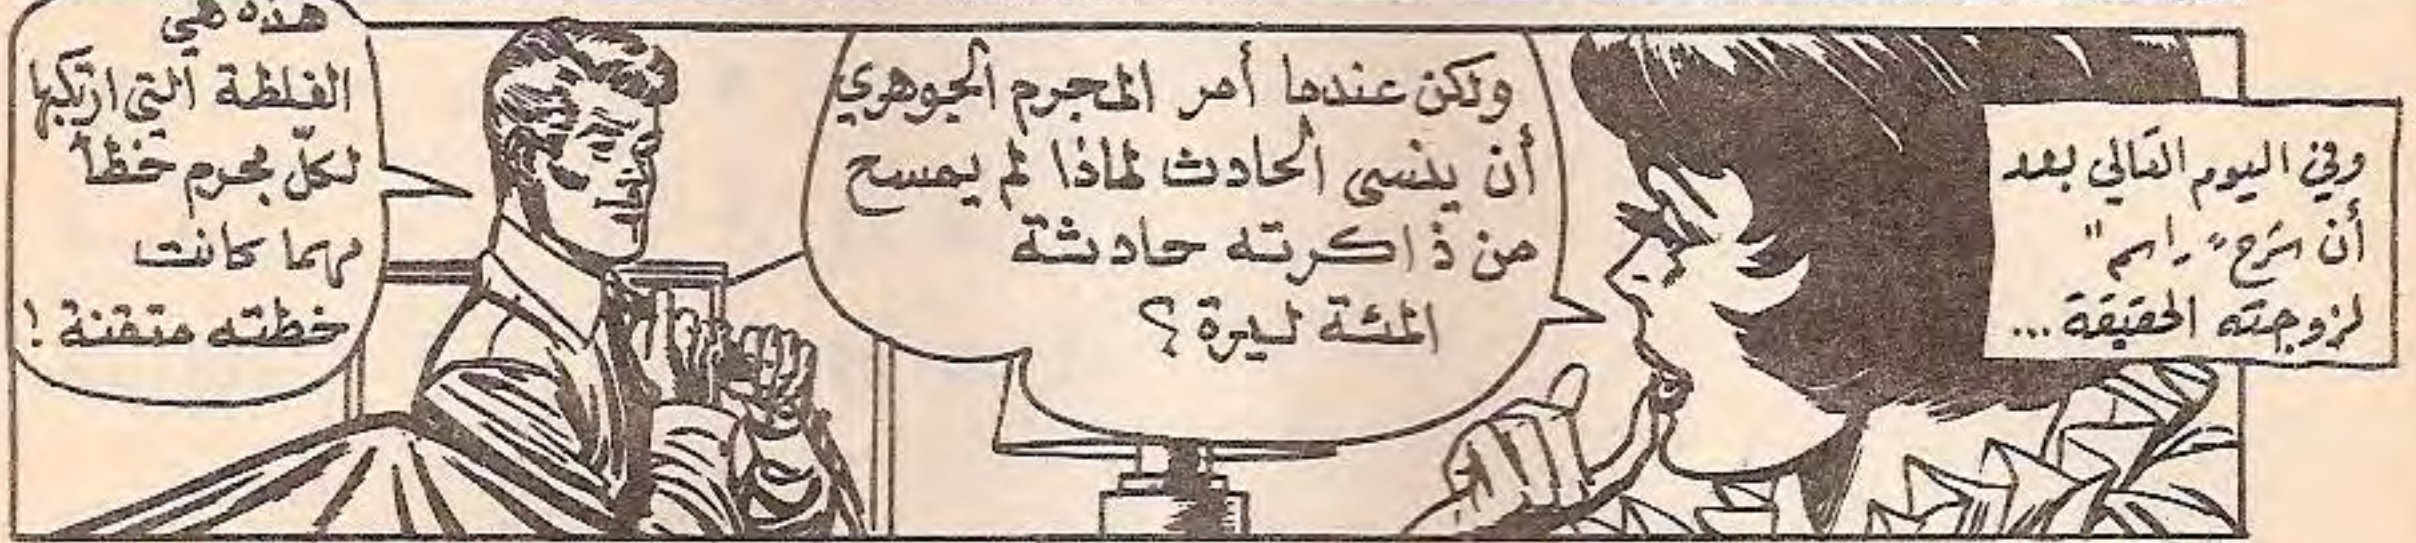 وفي اليوم التالي بعد
أن شرح "راسم"
لزوجته الحقيقة...
ولكن عندما أمر المجرم الجوهري
أن ينسى الحادث لماذا لم يمسح
من ذاكرته حادثة
المئة ليرة؟
هذه هي
الغلطة التي ارتكبها
لكلّ مجرم خطأ
مهما كانت
خطته متقنة!